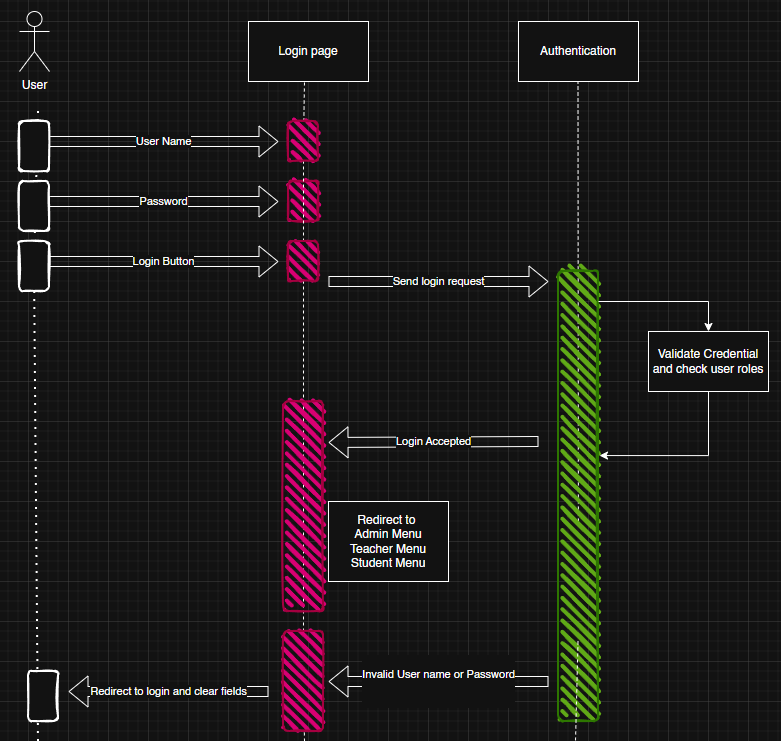 User
Login page
Authentication
User Name
Password
Login Button
Send login request
Validate Credential
and check user roles
Login Accepted
Redirect to
Admin Menu
Teacher Menu
Student Menu
Invalid User name or Password
Redirect to login and clear fields